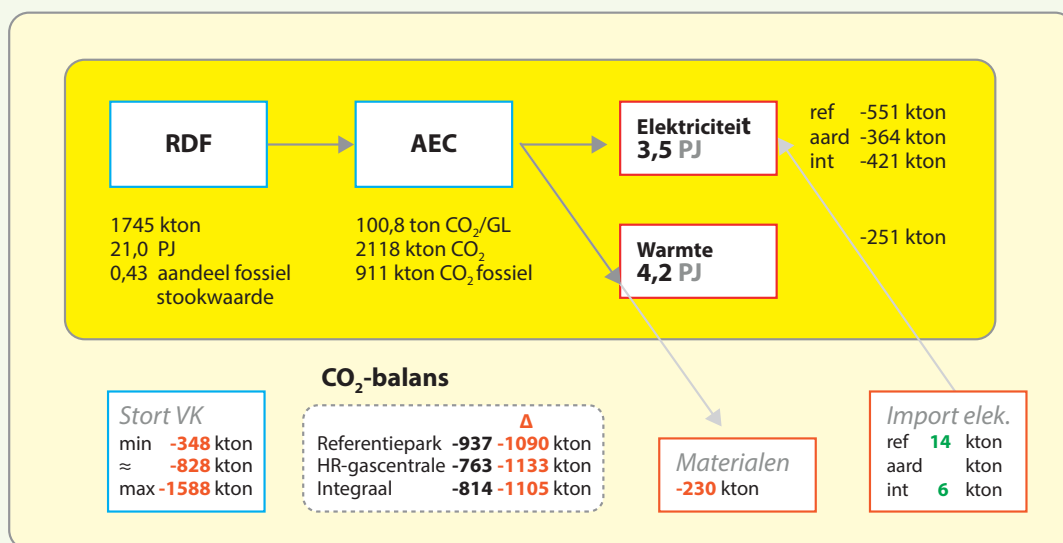 RDF
AEC
Elektriciteit
3,5 PJ
ref -551 kton
aard -364 kton
int -421 kton
1745 kton
21,0 PJ
0,43 aandeel fossiel
stookwaarde
100,8 ton CO₂/GL
2118 kton CO₂
911 kton CO₂ fossiel
Warmte
4,2 PJ
-251 kton
CO₂-balans
Stort VK
min -348 kton
≈ -828 kton
max -1588 kton
Δ
Referentiepark -937 -1090 kton
HR-gascentrale -763 -1133 kton
Integraal -814 -1105 kton
Materialen
-230 kton
Import elek.
ref 14 kton
aard kton
int 6 kton